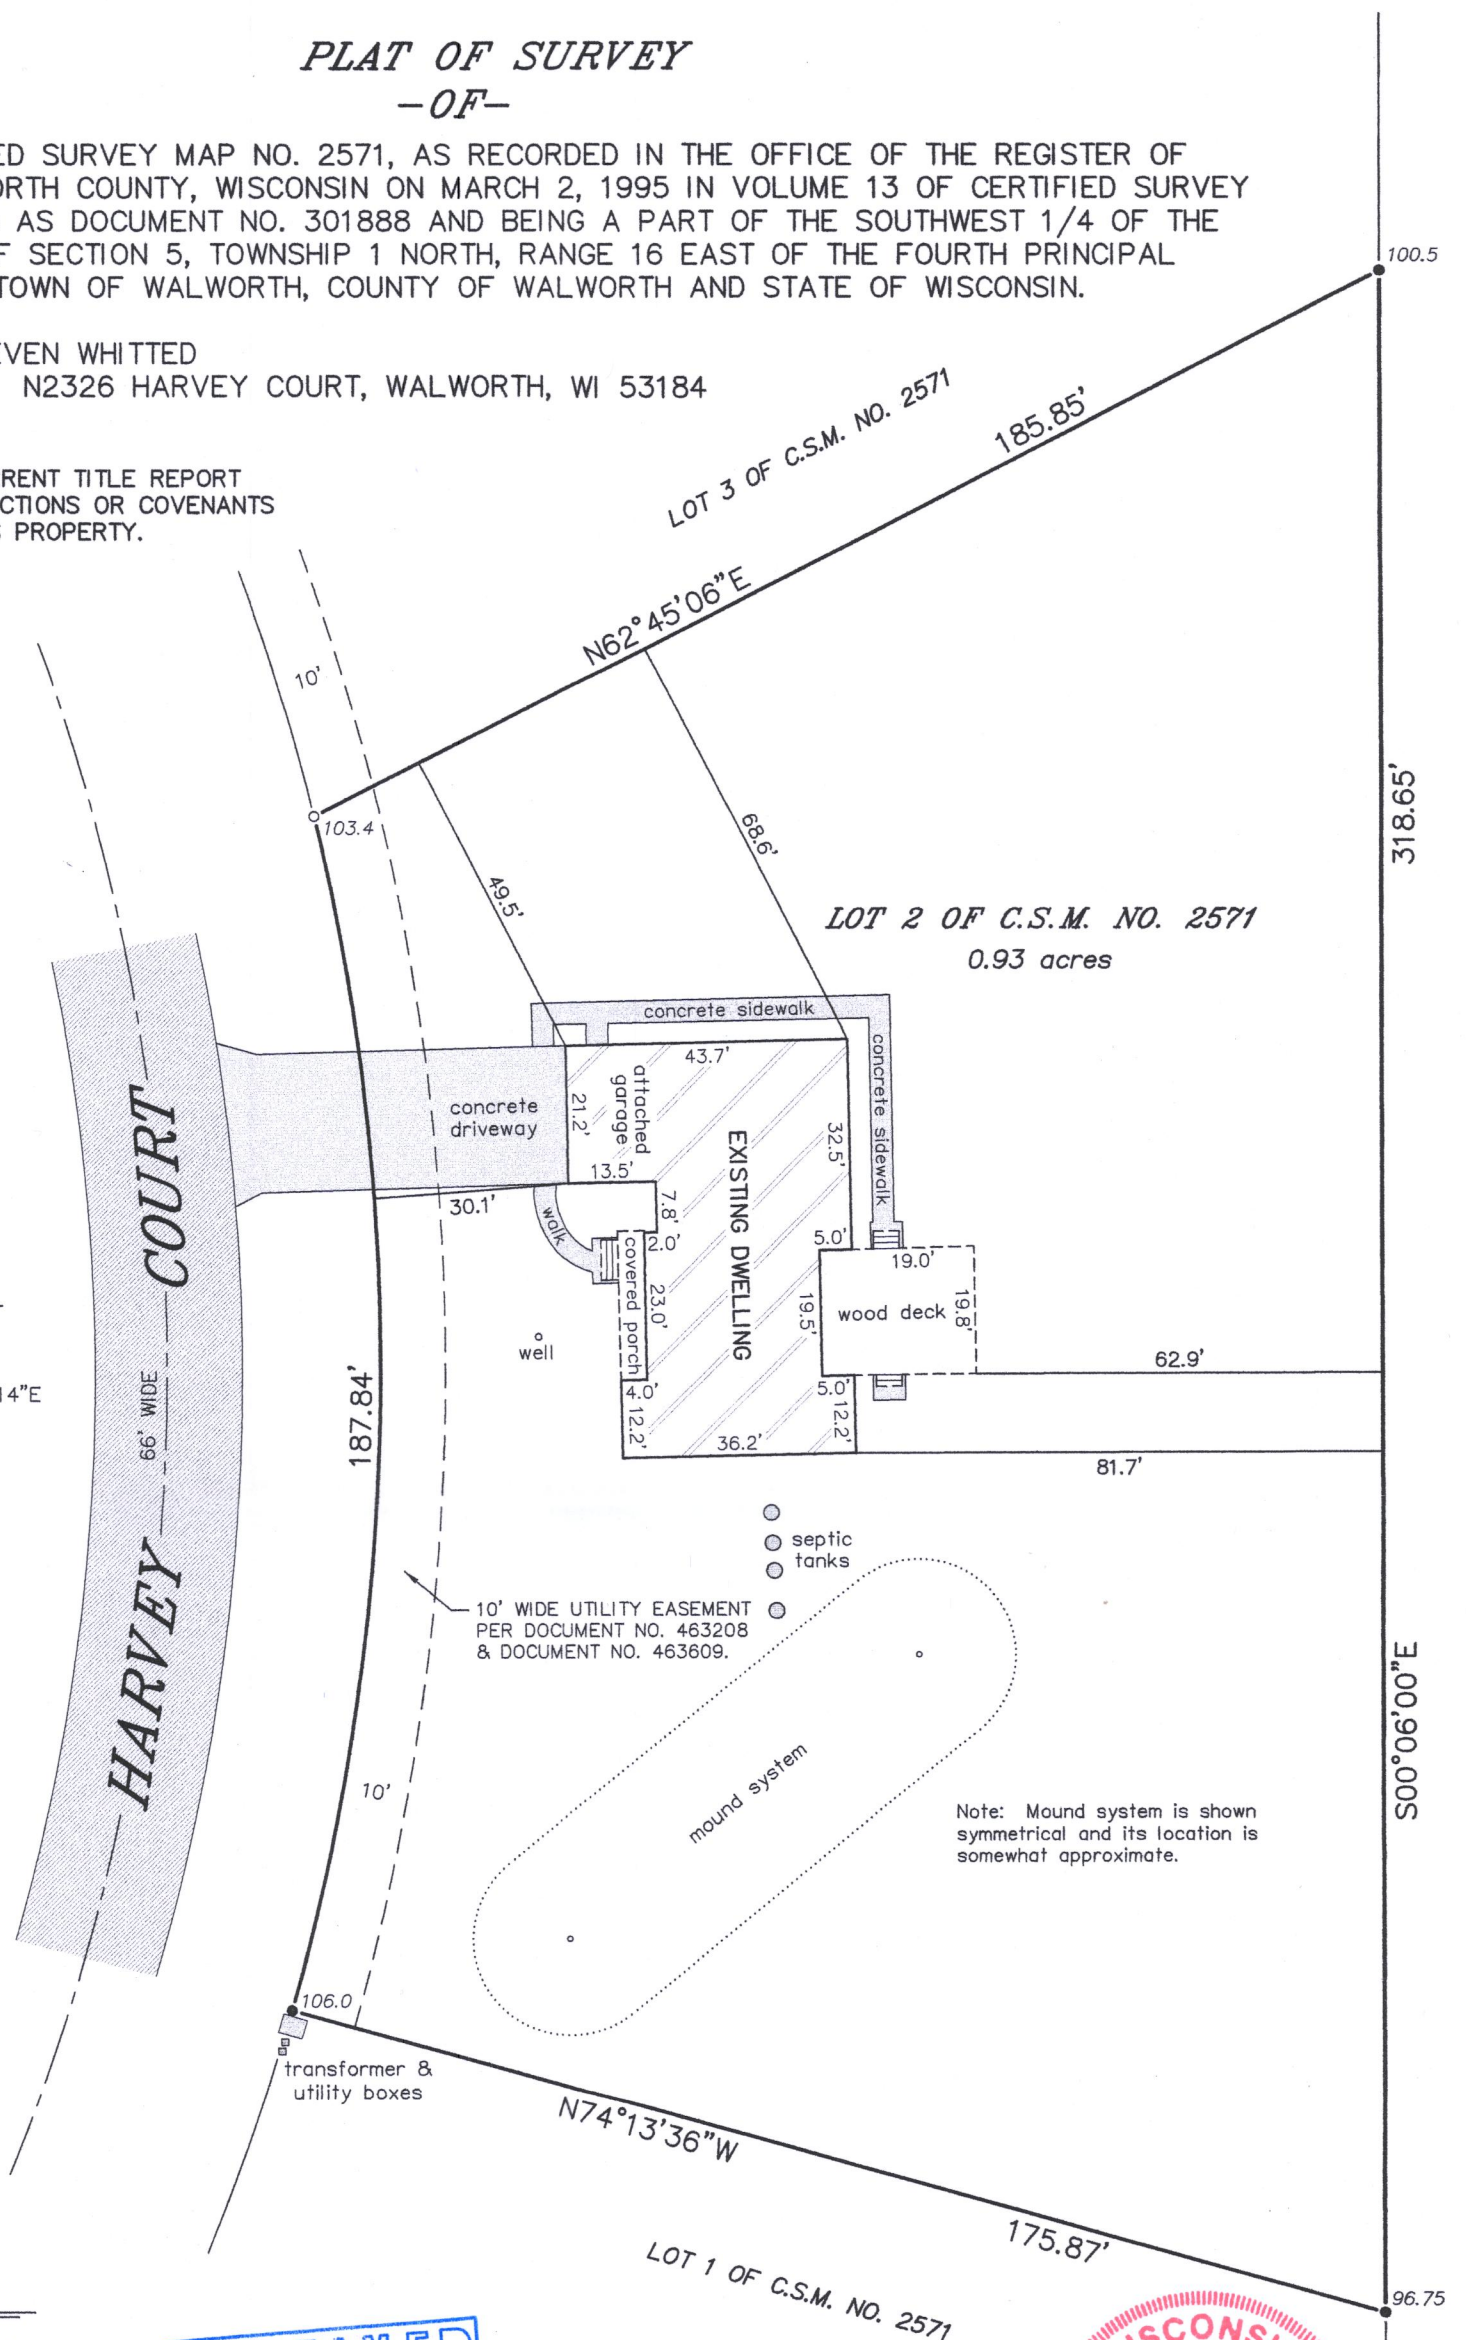 PLAT OF SURVEY
-OF-
ED SURVEY MAP NO. 2571, AS RECORDED IN THE OFFICE OF THE REGISTER OF
ORTH COUNTY, WISCONSIN ON MARCH 2, 1995 IN VOLUME 13 OF CERTIFIED SURVEY
AS DOCUMENT NO. 301888 AND BEING A PART OF THE SOUTHWEST 1/4 OF THE
F SECTION 5, TOWNSHIP 1 NORTH, RANGE 16 EAST OF THE FOURTH PRINCIPAL
TOWN OF WALWORTH, COUNTY OF WALWORTH AND STATE OF WISCONSIN.
EVEN WHITTED
N2326 HARVEY COURT, WALWORTH, WI 53184
RENT TITLE REPORT
CTIONS OR COVENANTS
PROPERTY.
100.5
LOT 3 OF C.S.M. NO. 2571
185.85'
N62°45'06"E
10'
103.4
49.5'
68.6'
318.65'
LOT 2 OF C.S.M. NO. 2571
0.93 acres
concrete sidewalk
concrete sidewalk
43.7'
attached
garage
21.2'
concrete
driveway
13.5'
32.5'
EXISTING DWELLING
30.1'
walk
7.8'
2.0'
covered porch
23.0'
5.0'
19.0'
wood deck
19.8'
19.5'
well
62.9'
4.0'
5.0'
12.2'
12.2'
36.2'
81.7'
HARVEY COURT
66' WIDE
187.84'
14"E
septic
tanks
10' WIDE UTILITY EASEMENT
PER DOCUMENT NO. 463208
& DOCUMENT NO. 463609.
10'
mound system
Note: Mound system is shown
symmetrical and its location is
somewhat approximate.
S00°06'00"E
106.0
transformer &
utility boxes
N74°13'36"W
175.87'
LOT 1 OF C.S.M. NO. 2571
96.75